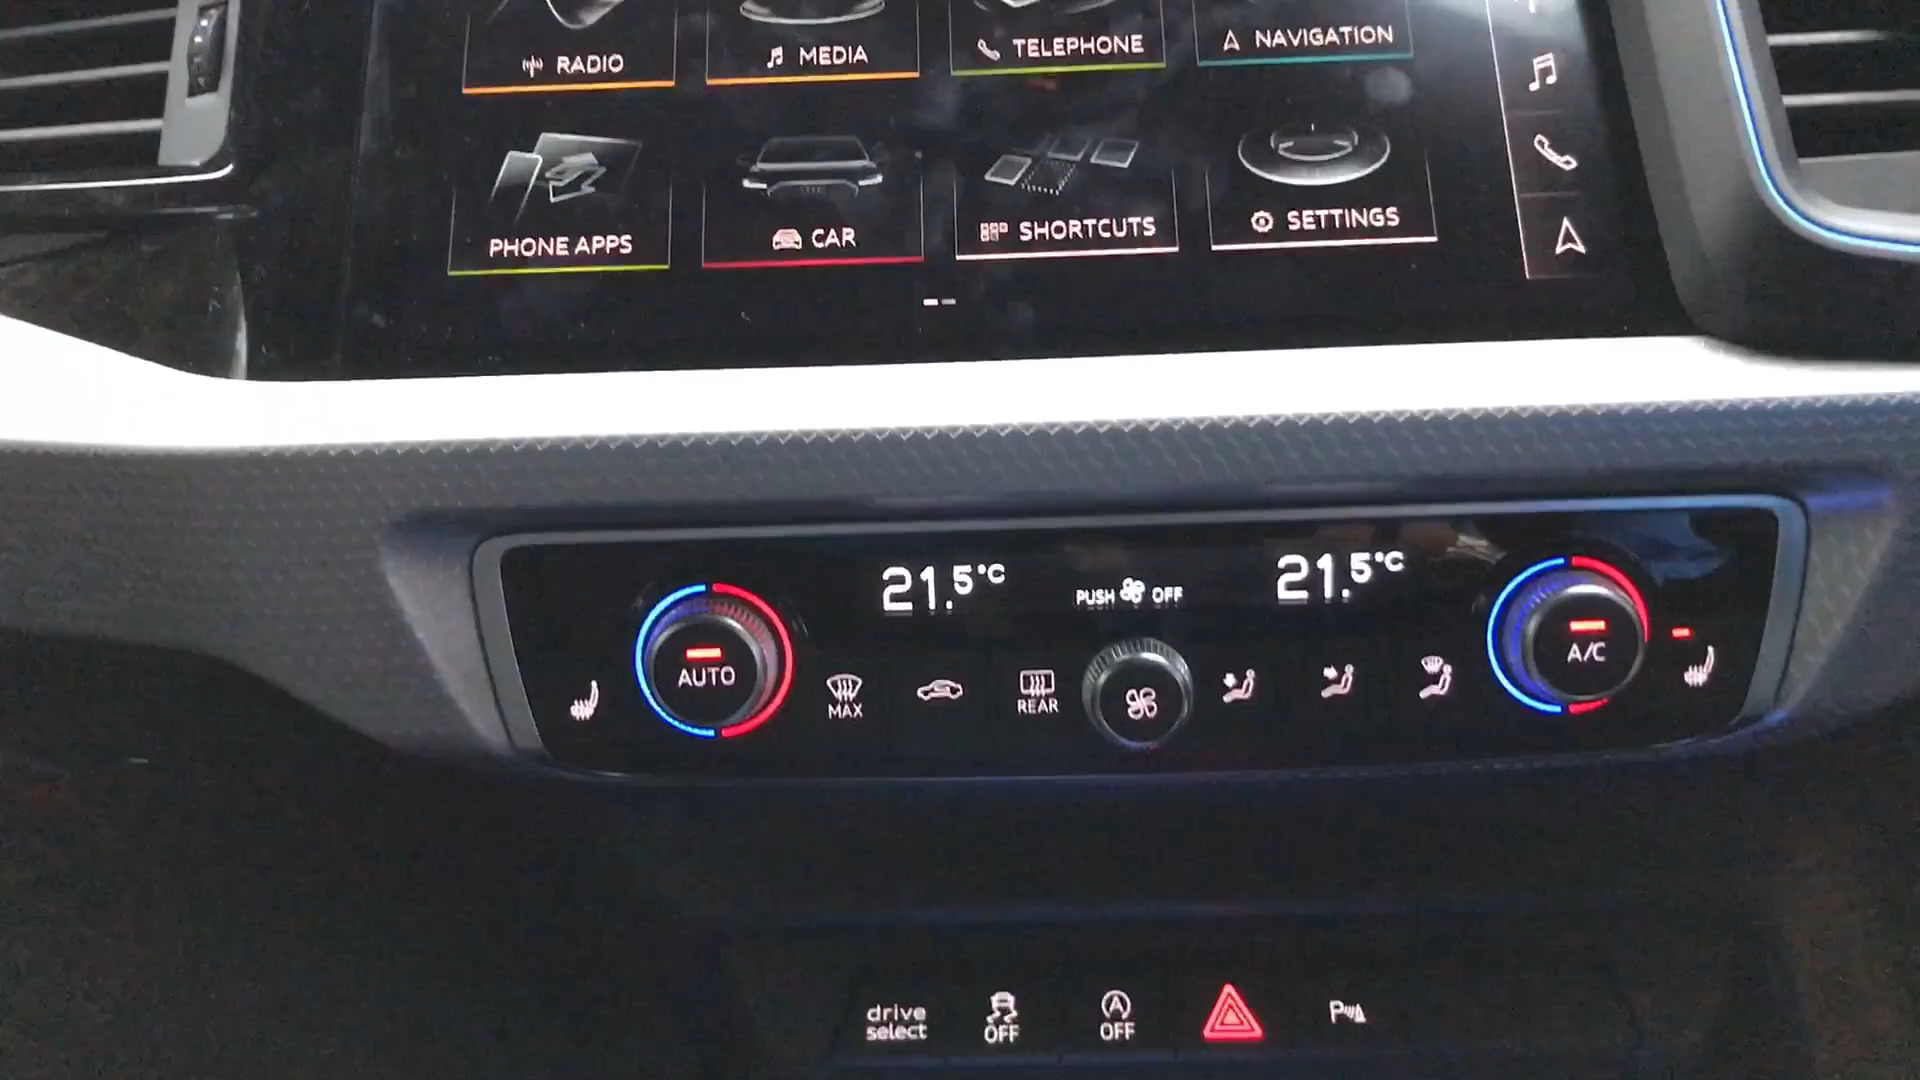 RADIO
MEDIA
TELEPHONE
NAVIGATION
PHONE APPS
CAR
SHORTCUTS
SETTINGS
21.5°C
PUSH OFF
21.5°C
AUTO
MAX
REAR
A/C
drive
select
OFF
A
OFF
P